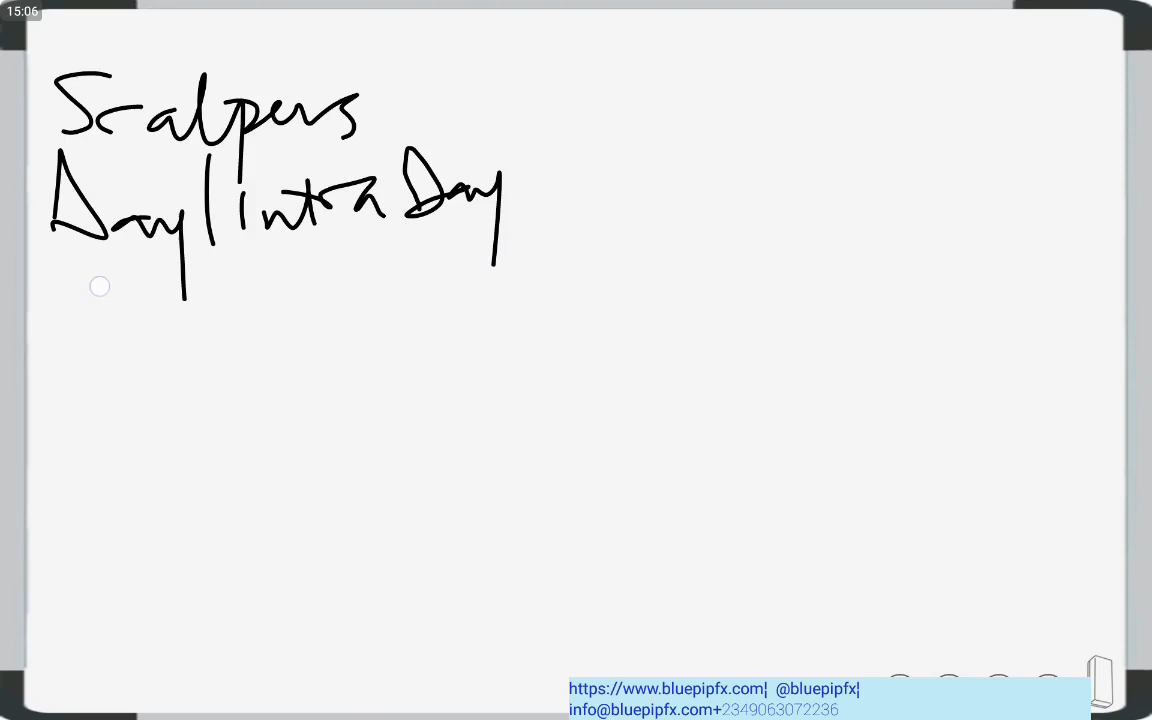 15:06
Scalpers
Day/intra Day
https://www.bluepipfx.com¦ @bluepipfx¦
info@bluepipfx.com+2349063072236